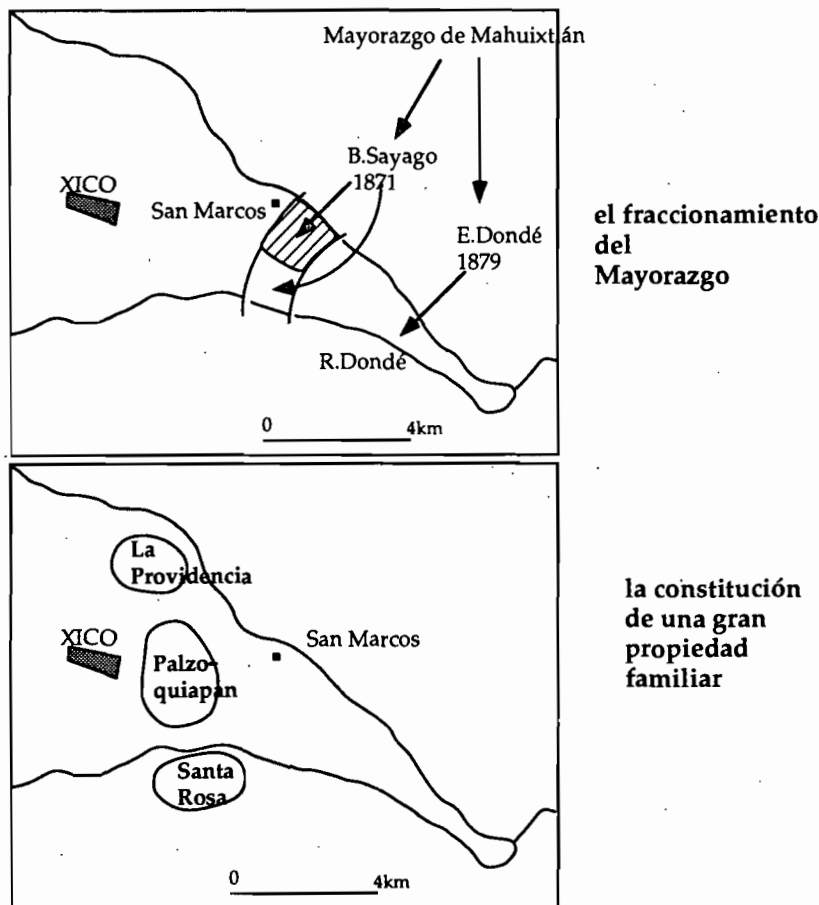 Mayorazgo de Mahuixtlán
B.Sayago
1871
XICO
San Marcos
E.Dondé
1879
R.Dondé
0
4km
el fraccionamiento
del
Mayorazgo
La
Providencia
XICO
San Marcos
Palzo-
quiapan
Santa
Rosa
0
4km
la constitución
de una gran
propiedad
familiar